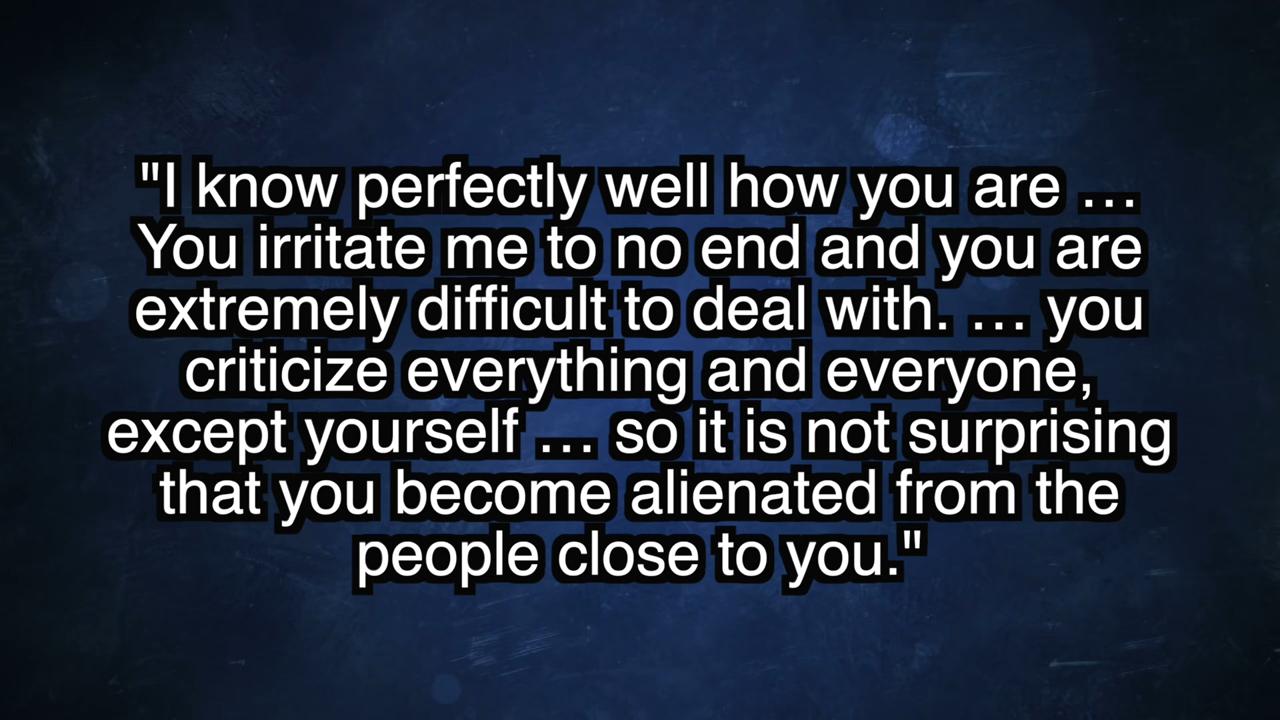 "I know perfectly well how you are …
You irritate me to no end and you are
extremely difficult to deal with. … you
criticize everything and everyone,
except yourself … so it is not surprising
that you become alienated from the
people close to you."